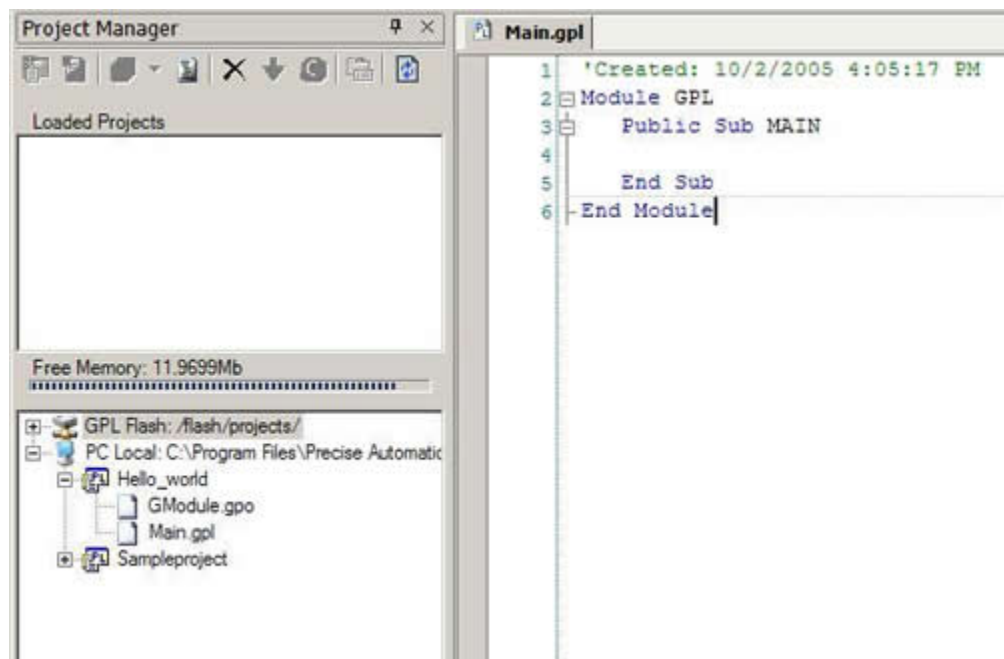 Project Manager
Loaded Projects
Free Memory: 11.9699Mb
GPL Flash: /flash/projects/
PC Local: C:\Program Files\Precise Automatic
Hello_world
GModule.gpo
Main.gpl
Sampleproject
Main.gpl
1 'Created: 10/2/2005 4:05:17 PM
2 Module GPL
3 Public Sub MAIN
4
5 End Sub
6 End Module